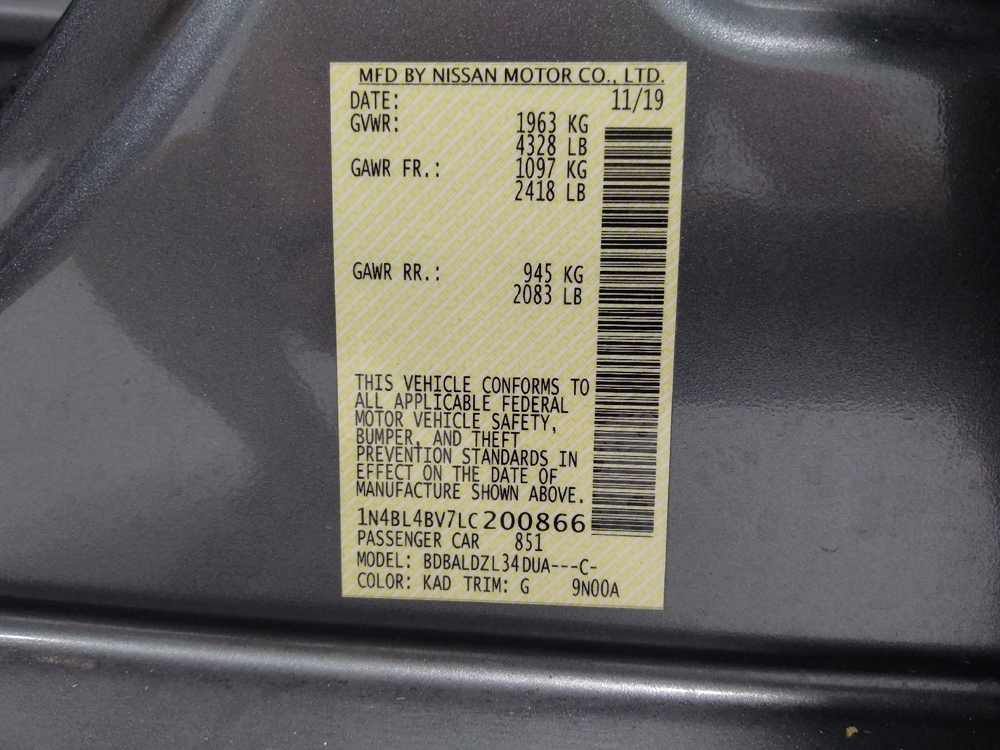 MFD BY NISSAN MOTOR CO., LTD.
DATE: 11/19
GVWR: 1963 KG
4328 LB
GAWR FR.: 1097 KG
2418 LB
GAWR RR.: 945 KG
2083 LB
THIS VEHICLE CONFORMS TO
ALL APPLICABLE FEDERAL
MOTOR VEHICLE SAFETY,
BUMPER, AND THEFT
PREVENTION STANDARDS IN
EFFECT ON THE DATE OF
MANUFACTURE SHOWN ABOVE.
1N4BL4BV7LC200866
PASSENGER CAR 851
MODEL: BDBALDZL34DUA---C-
COLOR: KAD TRIM: G 9N00A